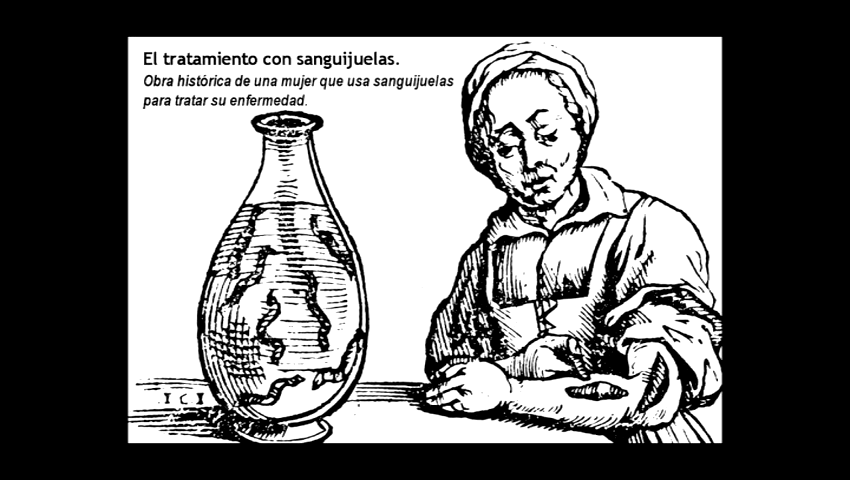 El tratamiento con sanguijuelas.
Obra histórica de una mujer que usa sanguijuelas
para tratar su enfermedad.
I C I